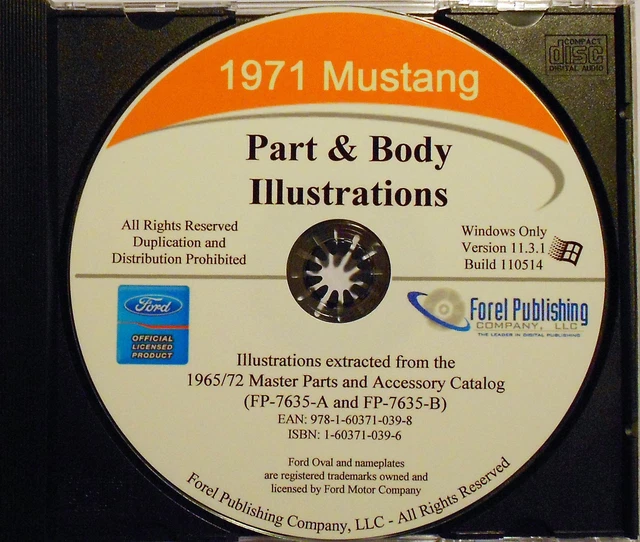 COMPACT
disc
DIGITAL AUDIO
1971 Mustang
Part & Body
Illustrations
All Rights Reserved
Duplication and
Distribution Prohibited
Windows Only
Version 11.3.1
Build 110514
Ford
OFFICIAL
LICENSED
PRODUCT
Forel Publishing
COMPANY, LLC
THE LEADER IN DIGITAL PUBLISHING
Illustrations extracted from the
1965/72 Master Parts and Accessory Catalog
(FP-7635-A and FP-7635-B)
EAN: 978-1-60371-039-8
ISBN: 1-60371-039-6
Ford Oval and nameplates
are registered trademarks owned and
licensed by Ford Motor Company
Forel Publishing Company, LLC - All Rights Reserved